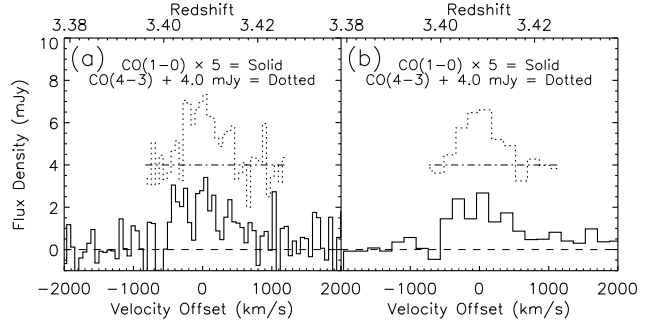 Redshift Redshift
3.38 3.40 3.42 3.38 3.40 3.42
10
8
6
4
2
0
Flux Density (mJy)
(a)
CO(1−0) × 5 = Solid
CO(4−3) + 4.0 mJy = Dotted
(b)
CO(1−0) × 5 = Solid
CO(4−3) + 4.0 mJy = Dotted
−2000 −1000 0 1000 2000 −1000 0 1000 2000
Velocity Offset (km/s) Velocity Offset (km/s)